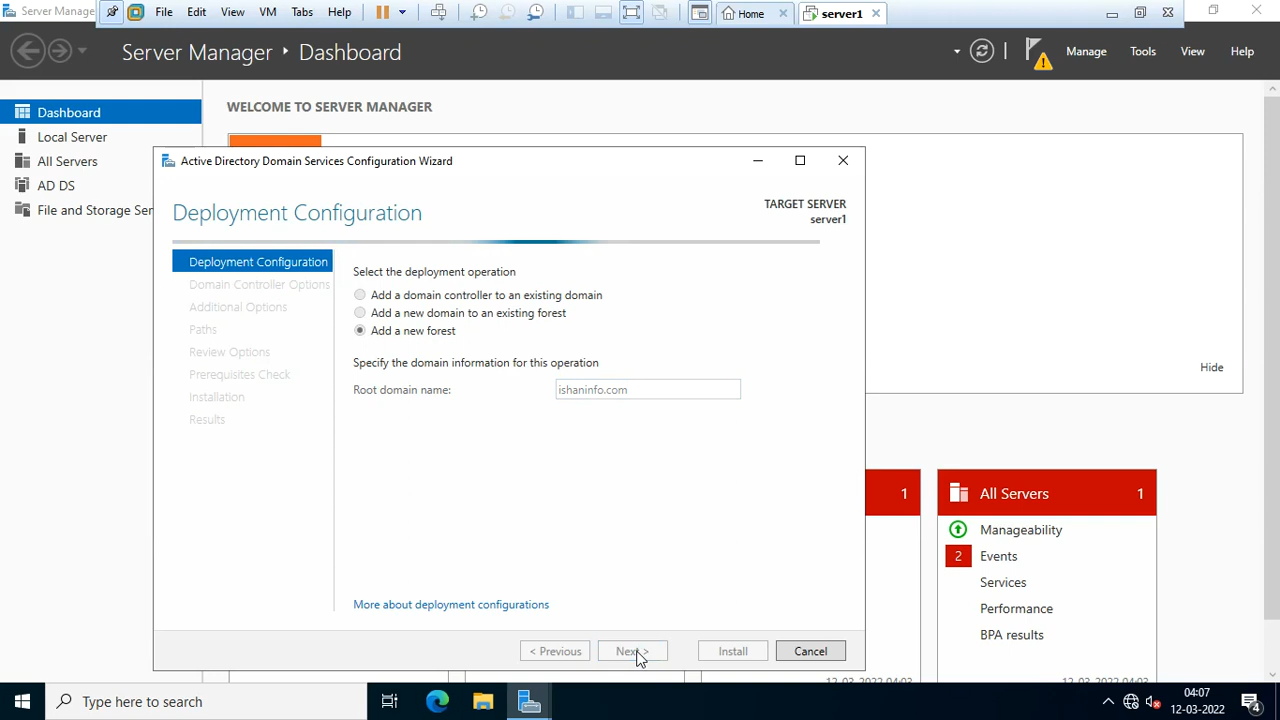 Server Manage
File Edit View VM Tabs Help
Home
server1
Server Manager
Dashboard
Manage Tools View Help
Dashboard
Local Server
All Servers
AD DS
File and Storage Ser
WELCOME TO SERVER MANAGER
Active Directory Domain Services Configuration Wizard
Deployment Configuration
TARGET SERVER
server1
Deployment Configuration
Domain Controller Options
Additional Options
Paths
Review Options
Prerequisites Check
Installation
Results
Select the deployment operation
Add a domain controller to an existing domain
Add a new domain to an existing forest
Add a new forest
Specify the domain information for this operation
Root domain name: ishaninfo.com
More about deployment configurations
< Previous Next > Install Cancel
Hide
1
All Servers 1
Manageability
2 Events
Services
Performance
BPA results
Type here to search
04:07
12-03-2022
4